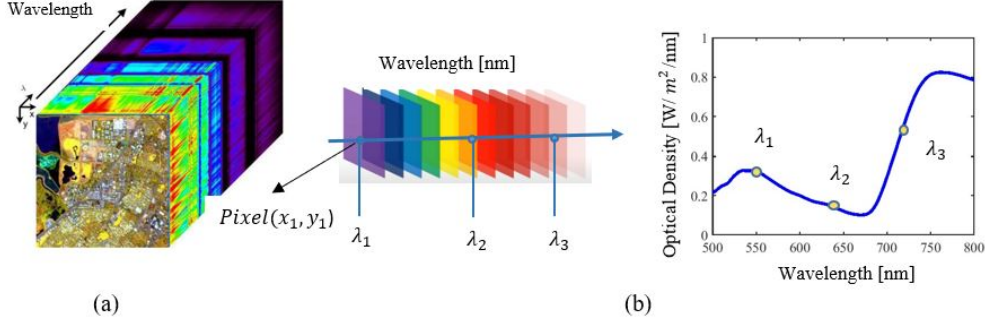 Wavelength
λ
x
y
Wavelength [nm]
Pixel(x₁, y₁)
λ₁
λ₂
λ₃
Optical Density [W/ m²/nm]
1
0.8
0.6
0.4
0.2
0
λ₁
λ₂
λ₃
500 550 600 650 700 750 800
Wavelength [nm]
(a)
(b)